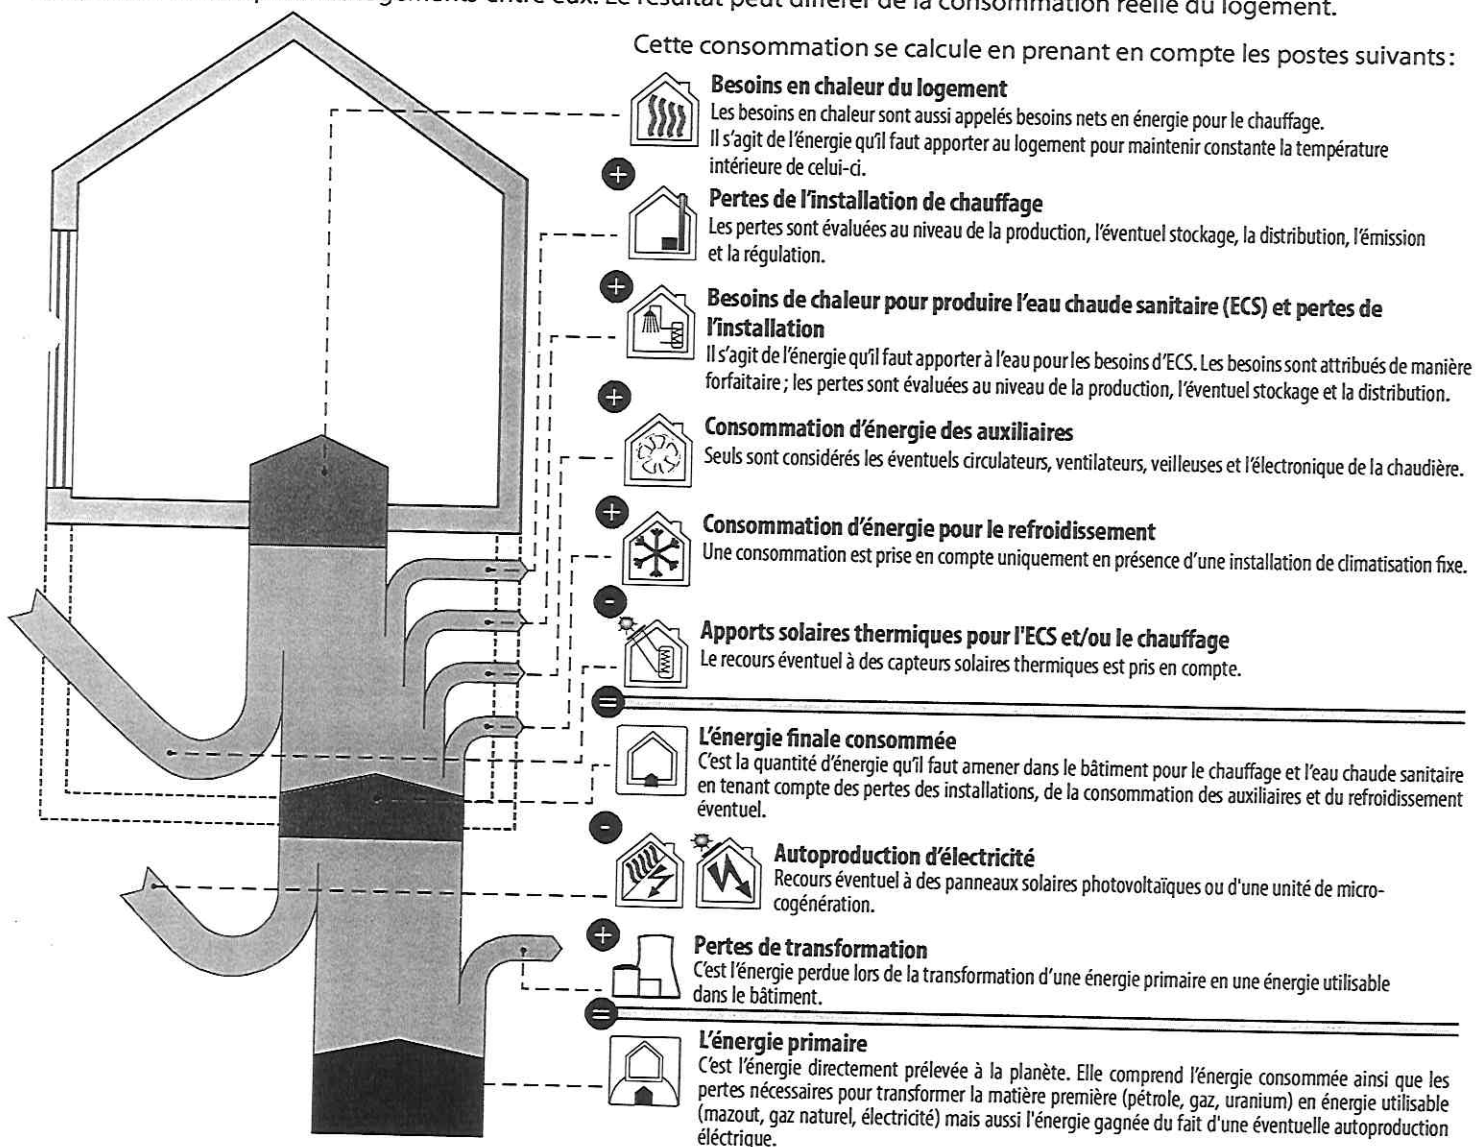 logements entre eux. Le résultat peut différer de la consommation réelle du logement.
Cette consommation se calcule en prenant en compte les postes suivants :
Besoins en chaleur du logement
Les besoins en chaleur sont aussi appelés besoins nets en énergie pour le chauffage.
Il s'agit de l'énergie qu'il faut apporter au logement pour maintenir constante la température
intérieure de celui-ci.
+
Pertes de l'installation de chauffage
Les pertes sont évaluées au niveau de la production, l'éventuel stockage, la distribution, l'émission
et la régulation.
+
Besoins de chaleur pour produire l'eau chaude sanitaire (ECS) et pertes de
l'installation
Il s'agit de l'énergie qu'il faut apporter à l'eau pour les besoins d'ECS. Les besoins sont attribués de manière
forfaitaire ; les pertes sont évaluées au niveau de la production, l'éventuel stockage et la distribution.
+
Consommation d'énergie des auxiliaires
Seuls sont considérés les éventuels circulateurs, ventilateurs, veilleuses et l'électronique de la chaudière.
+
Consommation d'énergie pour le refroidissement
Une consommation est prise en compte uniquement en présence d'une installation de climatisation fixe.
-
Apports solaires thermiques pour l'ECS et/ou le chauffage
Le recours éventuel à des capteurs solaires thermiques est pris en compte.
=
L'énergie finale consommée
C'est la quantité d'énergie qu'il faut amener dans le bâtiment pour le chauffage et l'eau chaude sanitaire
en tenant compte des pertes des installations, de la consommation des auxiliaires et du refroidissement
éventuel.
-
Autoproduction d'électricité
Recours éventuel à des panneaux solaires photovoltaïques ou d'une unité de micro-
cogénération.
+
Pertes de transformation
C'est l'énergie perdue lors de la transformation d'une énergie primaire en une énergie utilisable
dans le bâtiment.
=
L'énergie primaire
C'est l'énergie directement prélevée à la planète. Elle comprend l'énergie consommée ainsi que les
pertes nécessaires pour transformer la matière première (pétrole, gaz, uranium) en énergie utilisable
(mazout, gaz naturel, électricité) mais aussi l'énergie gagnée du fait d'une éventuelle autoproduction
éléctrique.